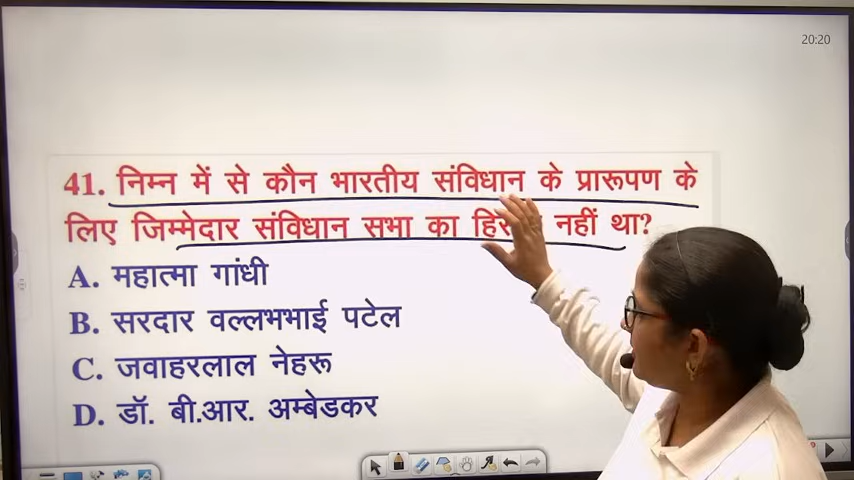 20:20
41. निम्न में से कौन भारतीय संविधान के प्रारूपण के
लिए जिम्मेदार संविधान सभा का नहीं था?
A. महात्मा गांधी
B. सरदार वल्लभभाई पटेल
C. जवाहरलाल नेहरू
D. डॉ. बी.आर. अम्बेडकर